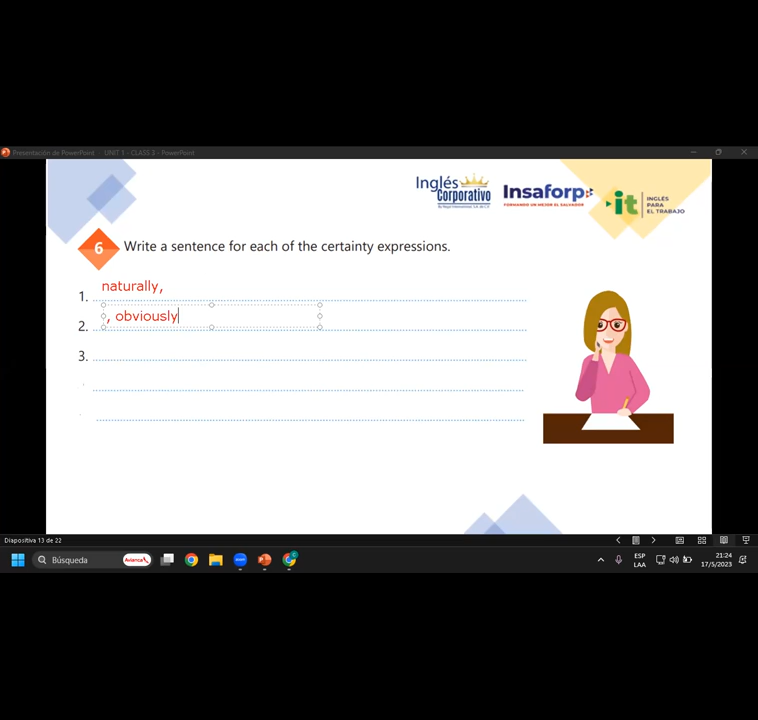 Presentación de PowerPoint UNIT 1 - CLASS 3 - PowerPoint
Inglés Corporativo
Insaforp
FORMANDO UN MEJOR EL SALVADOR
it INGLÉS PARA EL TRABAJO
6 Write a sentence for each of the certainty expressions.
1. naturally,
2. , obviously
3.
Diapositiva 13 de 22
Búsqueda
ESP
LAA
21:24
17/5/2023